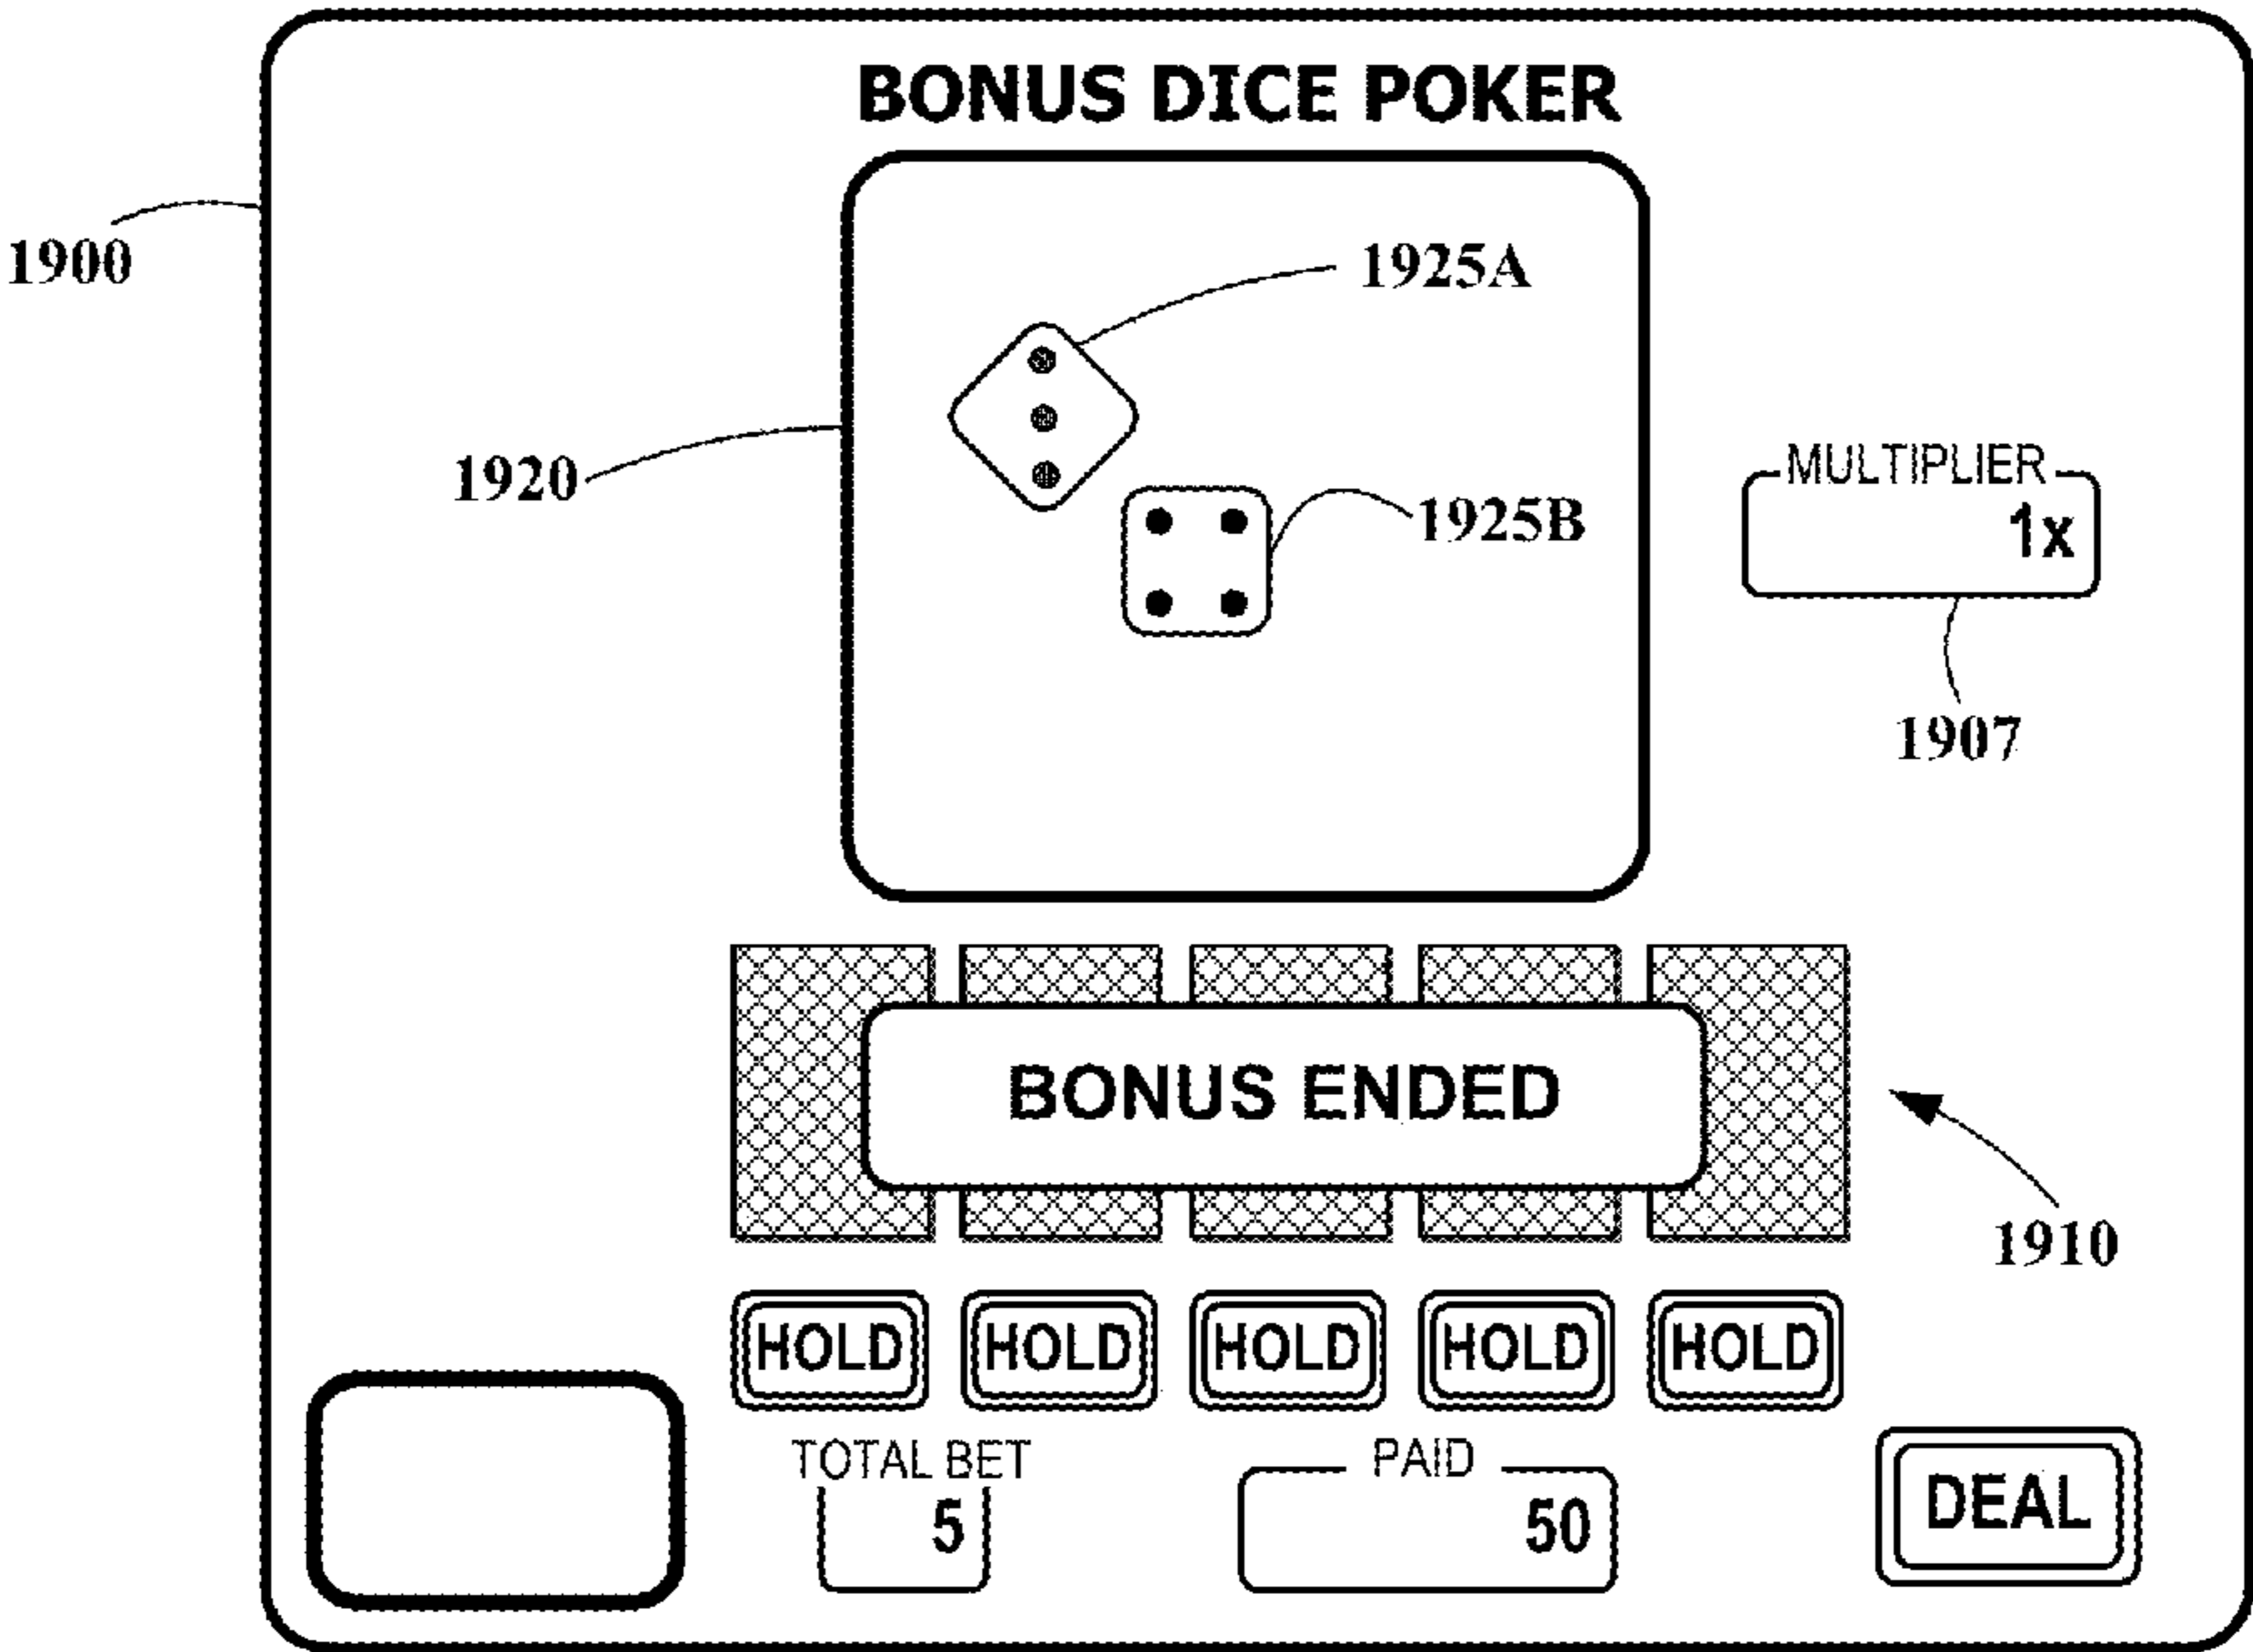 BONUS DICE POKER
1900
1925A
1920
1925B
MULTIPLIER
1x
1907
BONUS ENDED
1910
HOLD HOLD HOLD HOLD HOLD
TOTAL BET
5
PAID
50
DEAL